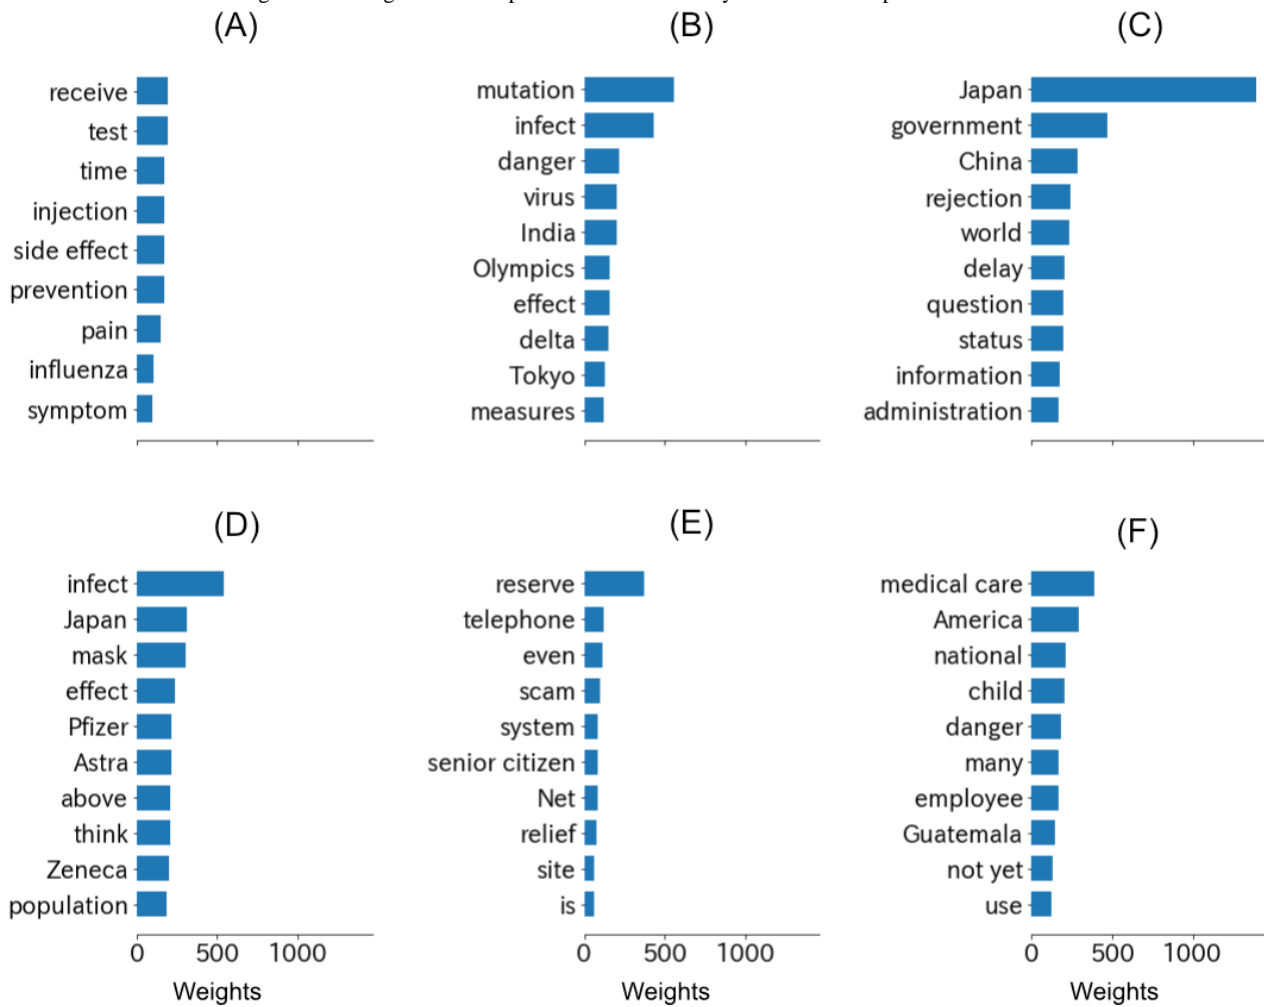 (A)
receive
test
time
injection
side effect
prevention
pain
influenza
symptom
(B)
mutation
infect
danger
virus
India
Olympics
effect
delta
Tokyo
measures
(C)
Japan
government
China
rejection
world
delay
question
status
information
administration
(D)
infect
Japan
mask
effect
Pfizer
Astra
above
think
Zeneca
population
0 500 1000
Weights
(E)
reserve
telephone
even
scam
system
senior citizen
Net
relief
site
is
0 500 1000
Weights
(F)
medical care
America
national
child
danger
many
employee
Guatemala
not yet
use
0 500 1000
Weights